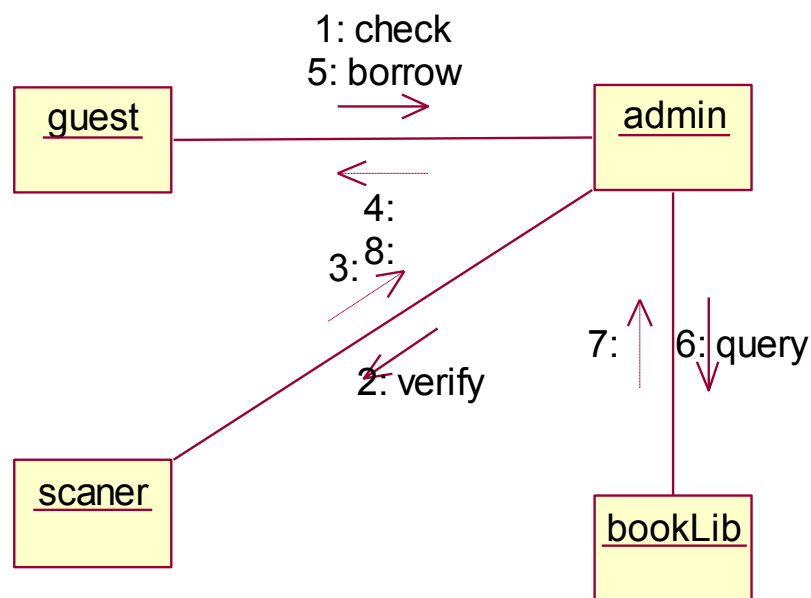 1: check
5: borrow
guest
admin
4:
8:
3:
7:
6: query
2: verify
scaner
bookLib